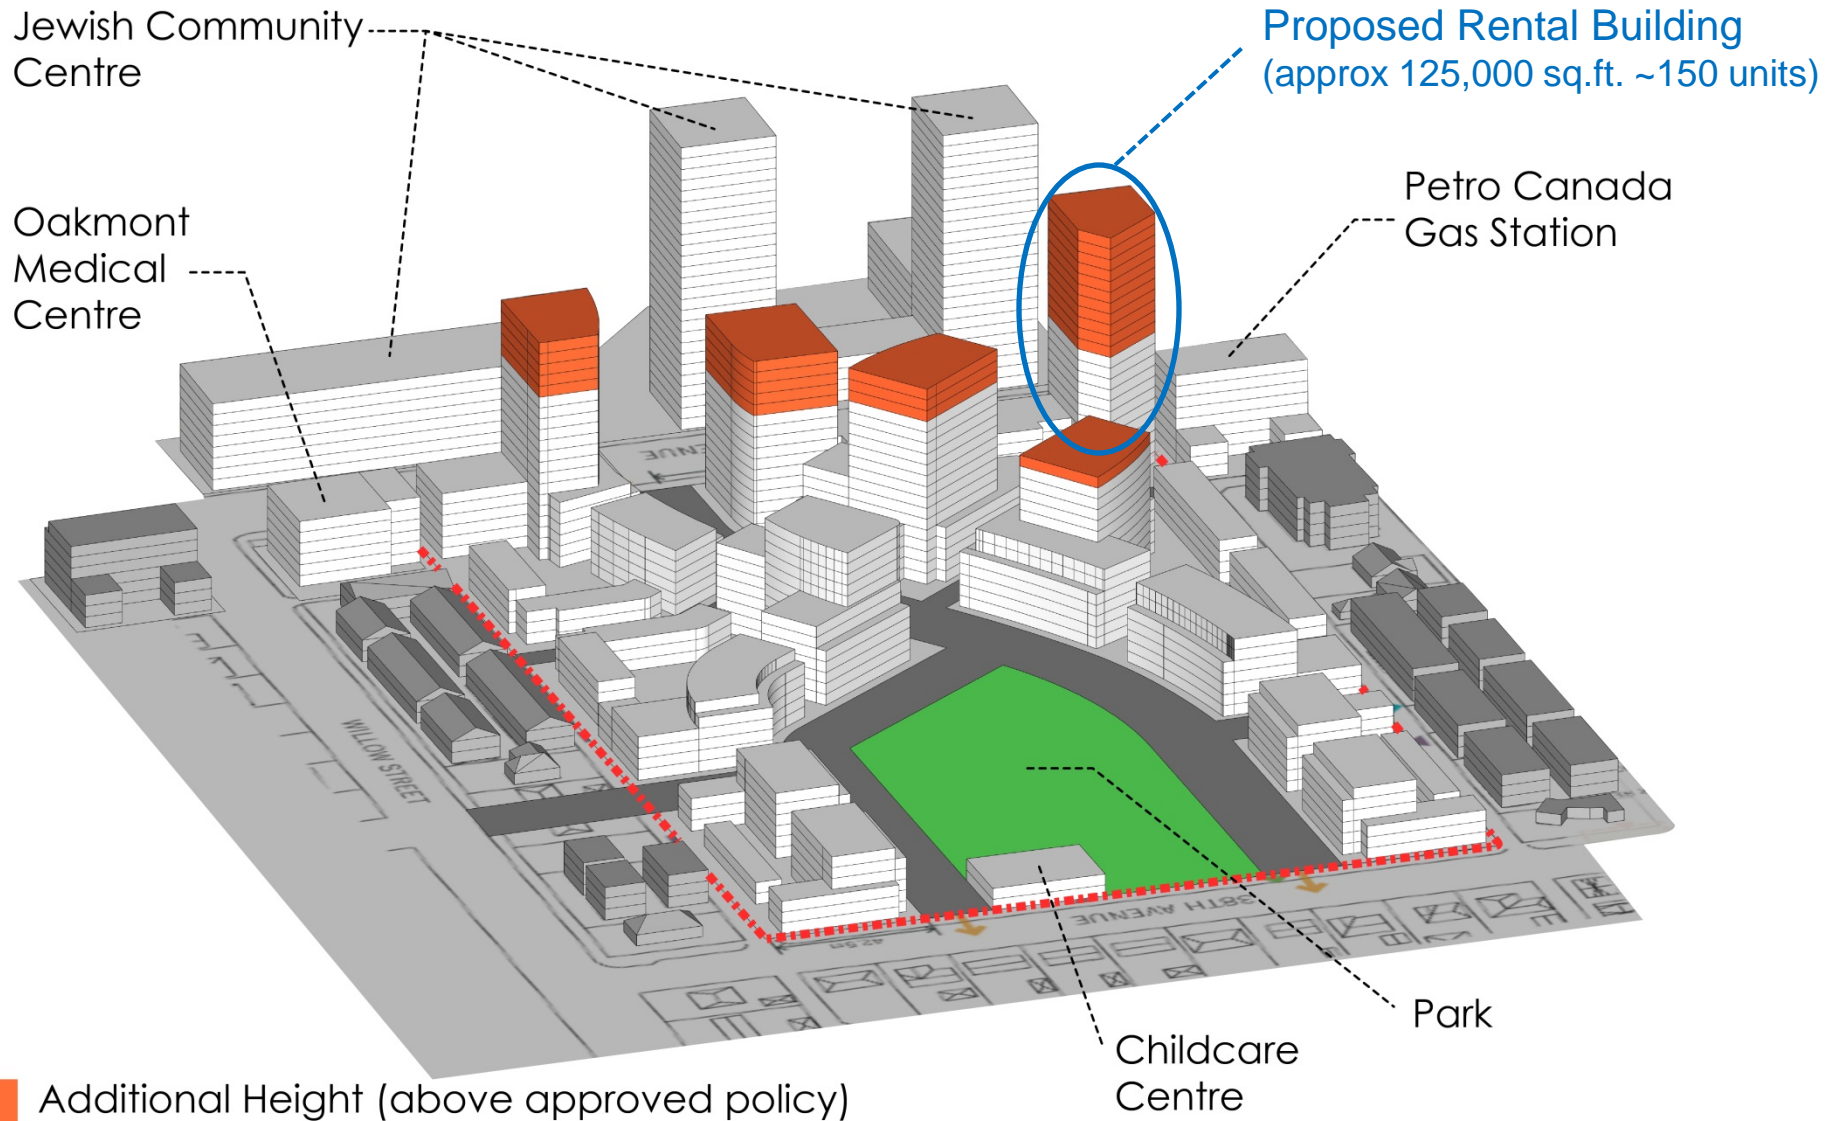 Jewish Community
Centre
Proposed Rental Building
(approx 125,000 sq.ft. ~150 units)
Petro Canada
Gas Station
Oakmont
Medical
Centre
WILLOW STREET
38TH AVENUE
Park
Childcare
Centre
Additional Height (above approved policy)